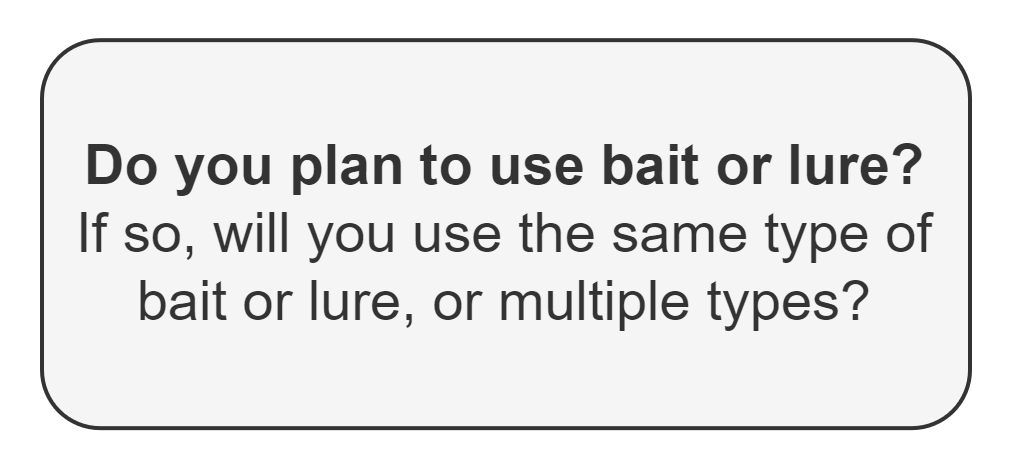 Do you plan to use bait or lure?
If so, will you use the same type of
bait or lure, or multiple types?